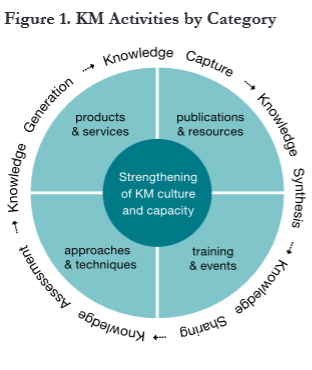 Figure 1. KM Activities by Category
Knowledge Generation → Knowledge Capture → Knowledge Synthesis → Knowledge Sharing → Knowledge Assessment →
products
& services
publications
& resources
Strengthening
of KM culture
and capacity
approaches
& techniques
training
& events